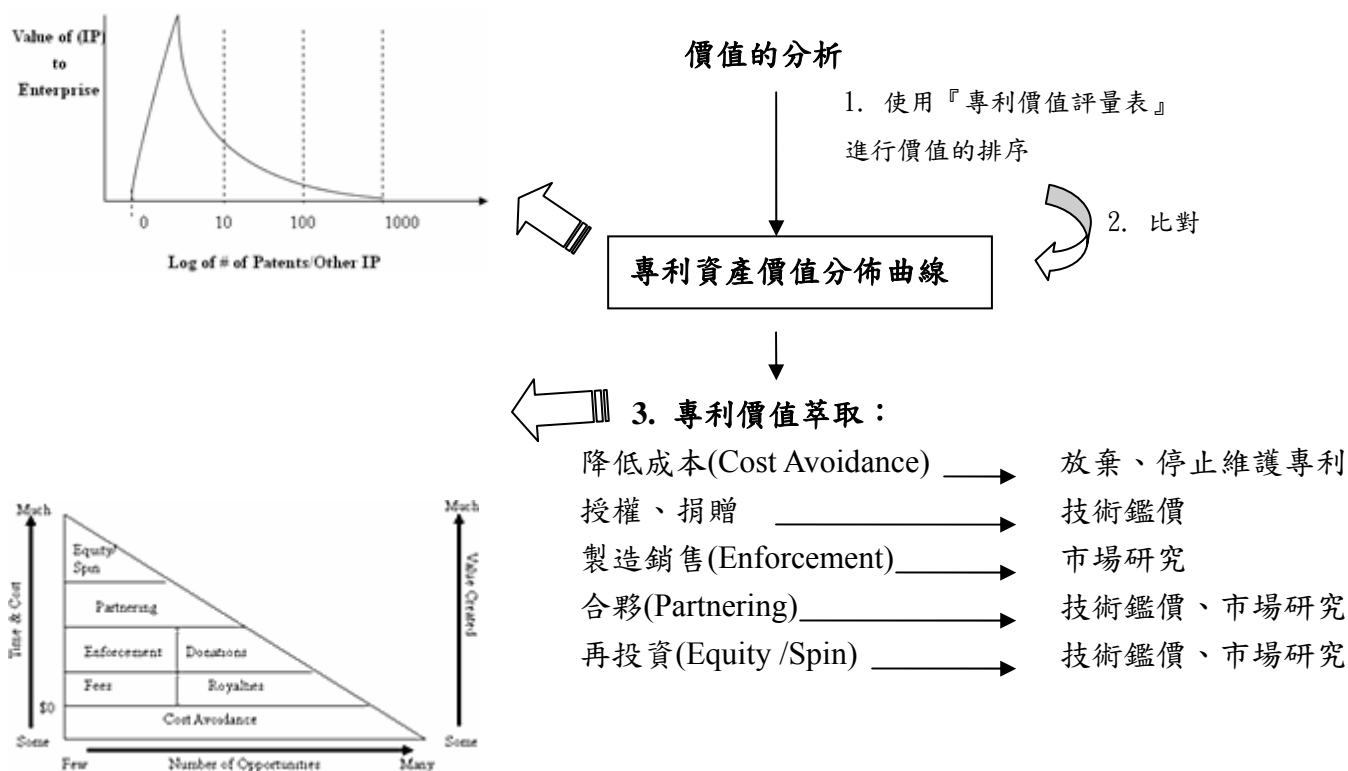 Value of (IP)
to
Enterprise
0 10 100 1000
Log of # of Patents/Other IP
價值的分析
1. 使用『專利價值評量表』
進行價值的排序
2. 比對
專利資產價值分佈曲線
3. 專利價值萃取：
降低成本(Cost Avoidance) 放棄、停止維護專利
授權、捐贈 技術鑑價
製造銷售(Enforcement) 市場研究
合夥(Partnering) 技術鑑價、市場研究
再投資(Equity /Spin) 技術鑑價、市場研究
Much
Much
Time & Cost
Value Created
Equity/
Spin
Partnering
Enforcement Donations
Fees Royalties
$0
Cost Avoidance
Some
Some
Few Number of Opportunities Many